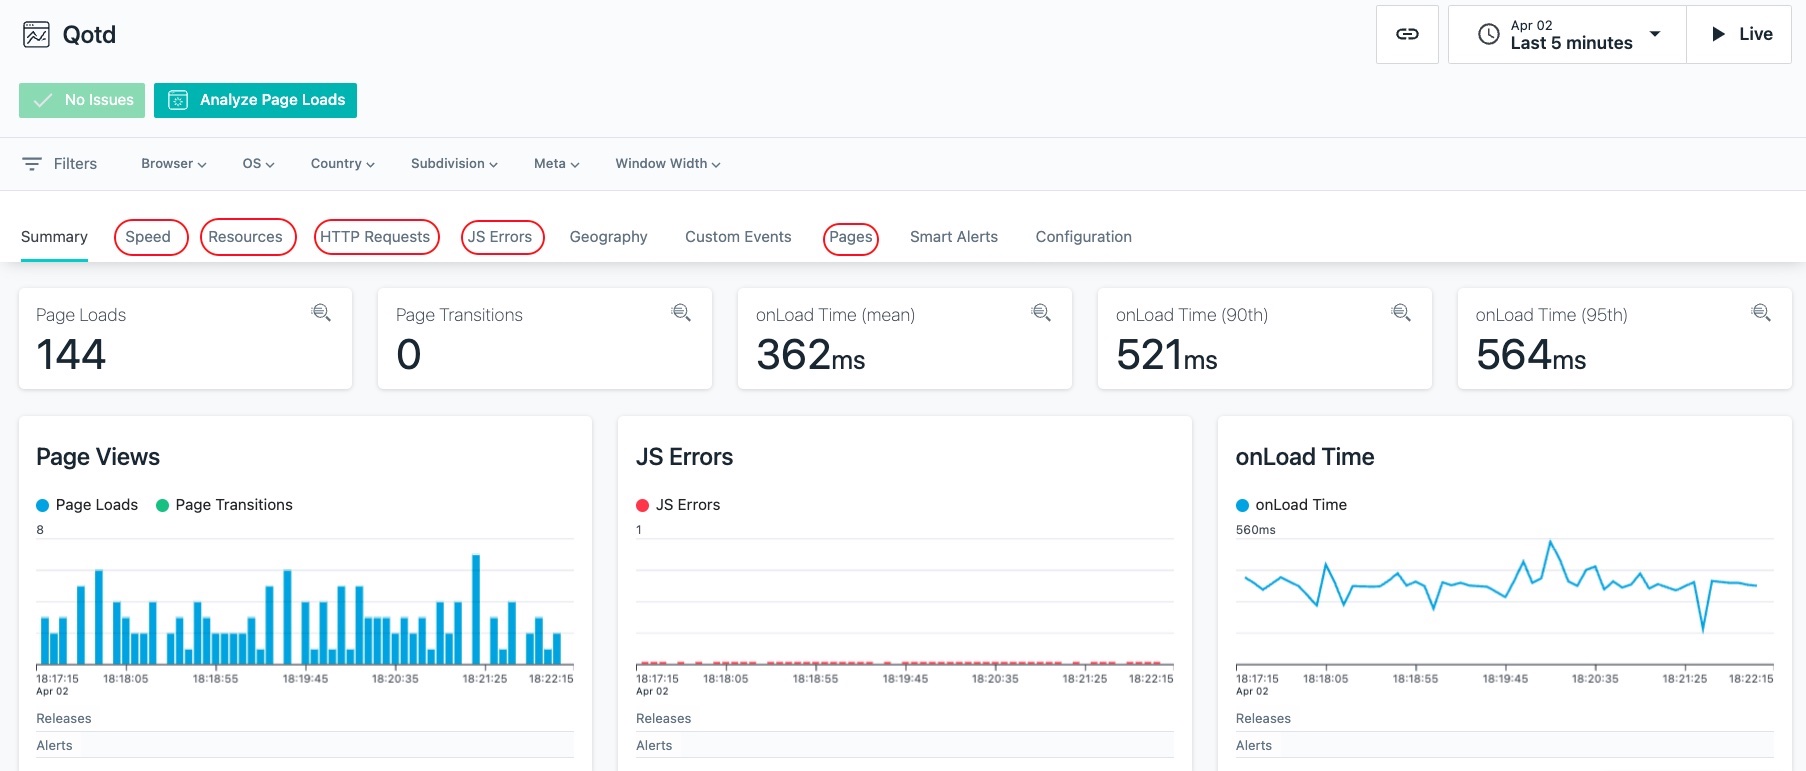 Qotd
Apr 02
Last 5 minutes
Live
No Issues
Analyze Page Loads
Filters Browser OS Country Subdivision Meta Window Width
Summary Speed Resources HTTP Requests JS Errors Geography Custom Events Pages Smart Alerts Configuration
Page Loads
144
Page Transitions
0
onLoad Time (mean)
362ms
onLoad Time (90th)
521ms
onLoad Time (95th)
564ms
Page Views
Page Loads Page Transitions
8
18:17:15 18:18:05 18:18:55 18:19:45 18:20:35 18:21:25 18:22:15
Apr 02
Releases
Alerts
JS Errors
JS Errors
1
18:17:15 18:18:05 18:18:55 18:19:45 18:20:35 18:21:25 18:22:15
Apr 02
Releases
Alerts
onLoad Time
onLoad Time
560ms
18:17:15 18:18:05 18:18:55 18:19:45 18:20:35 18:21:25 18:22:15
Apr 02
Releases
Alerts